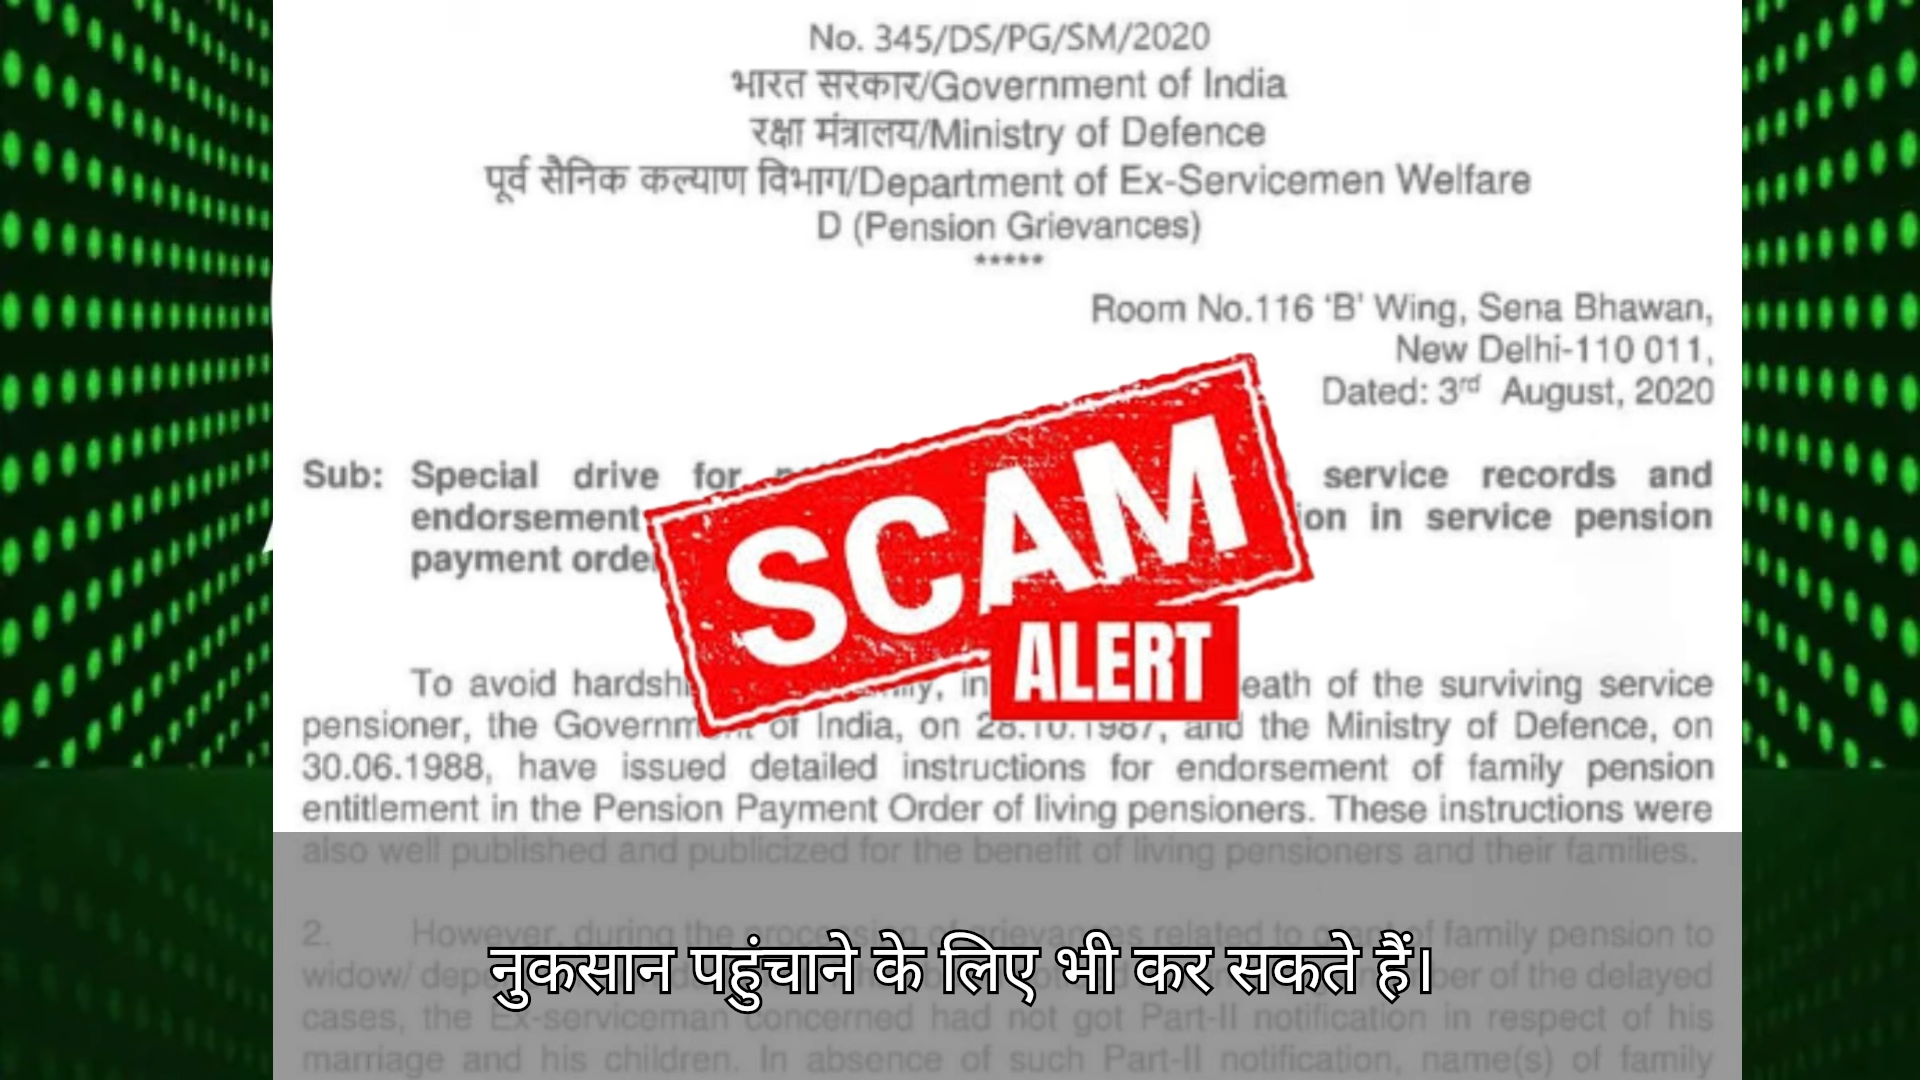 No. 345/DS/PG/SM/2020
भारत सरकार/Government of India
रक्षा मंत्रालय/Ministry of Defence
पूर्व सैनिक कल्याण विभाग/Department of Ex-Servicemen Welfare
D (Pension Grievances)
*****
Room No.116 ‘B’ Wing, Sena Bhawan,
New Delhi-110 011,
Dated: 3rd August, 2020
Sub: Special drive for service records and
endorsement in service pension
payment
SCAM
ALERT
To avoid in of the surviving service
pensioner, the of India, on 28.10.1987, and the Ministry of Defence, on
30.06.1988, have issued detailed instructions for endorsement of family pension
entitlement in the Pension Payment Order of living pensioners. These instructions were
also well published and publicized for the benefit of living pensioners and their families.
2. However, during the processing of grievances related to grant of family pension to
widow/ of the delayed
नुकसान पहुंचाने के लिए भी कर सकते हैं।
cases, the Ex-serviceman concerned had not got Part-II notification in respect of his
marriage and his children. In absence of such Part-II notification, name(s) of family